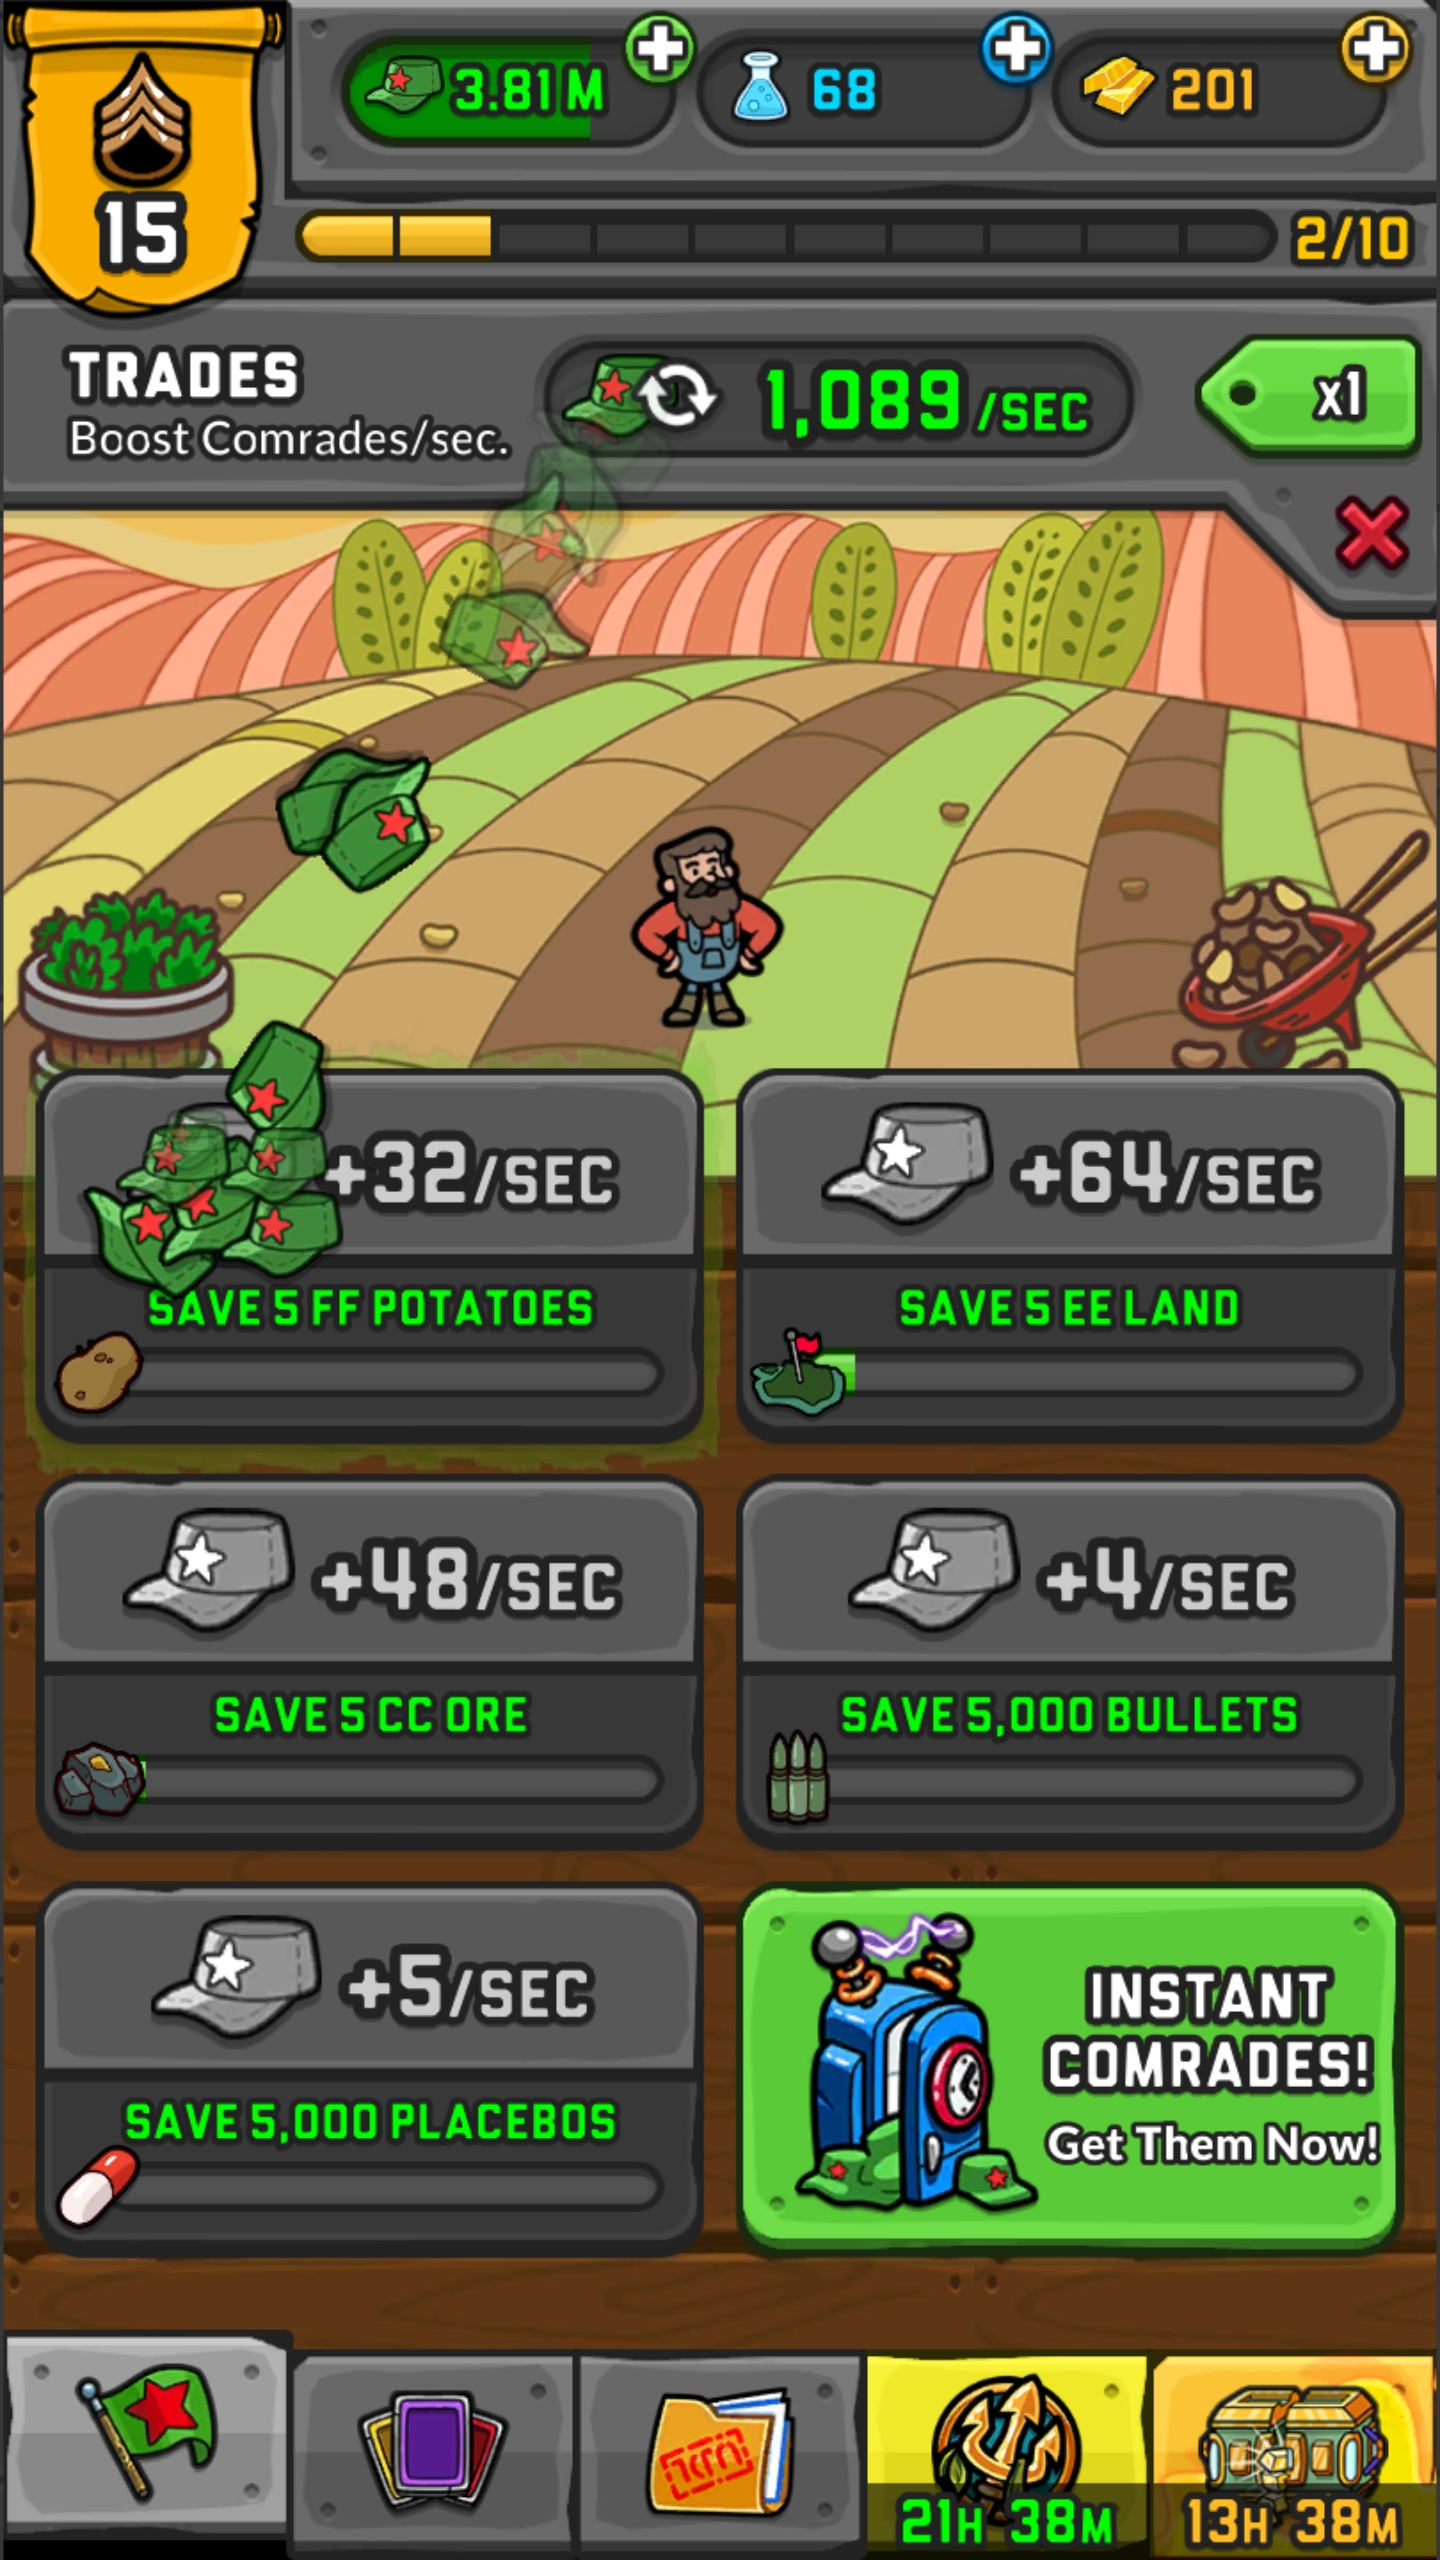 3.81 M
68
201
15
2/10
TRADES
Boost Comrades/sec.
1,089 /SEC
x1
+32/SEC
SAVE 5 FF POTATOES
+64/SEC
SAVE 5 EE LAND
+48/SEC
SAVE 5 CC ORE
+4/SEC
SAVE 5,000 BULLETS
+5/SEC
SAVE 5,000 PLACEBOS
INSTANT
COMRADES!
Get Them Now!
21H 38M
13H 38M